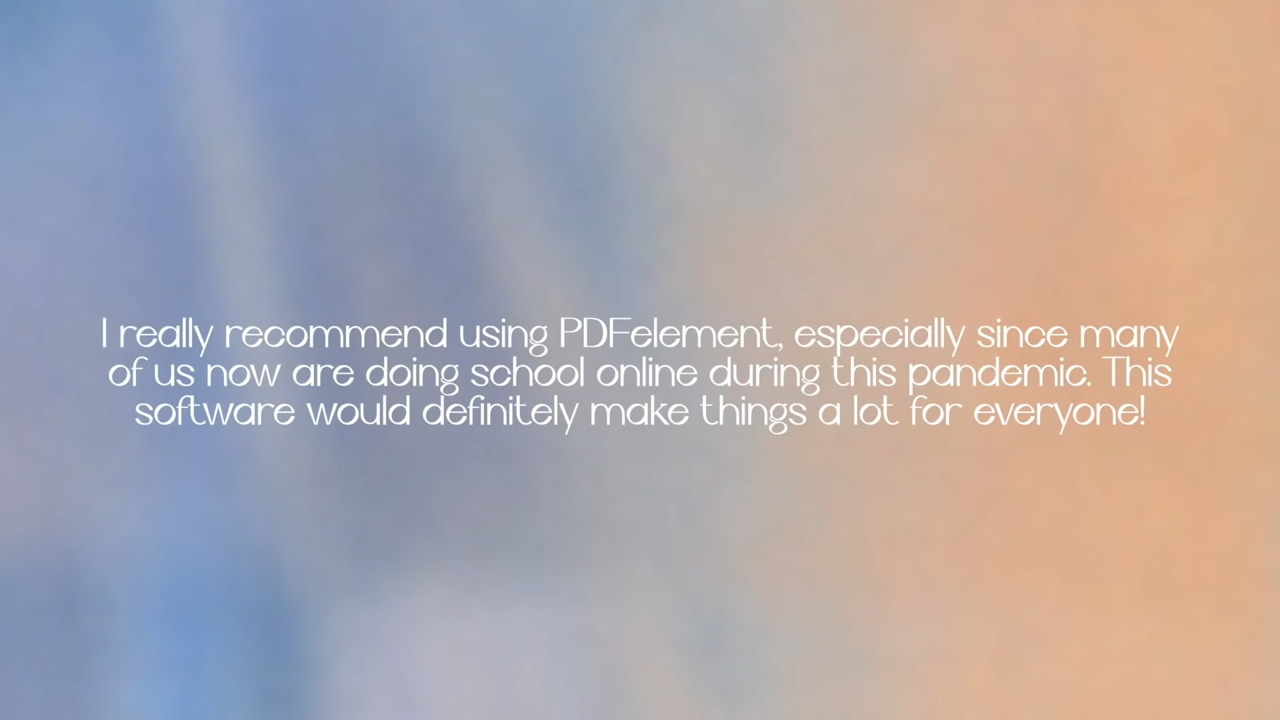 I really recommend using PDFelement, especially since many
of us now are doing school online during this pandemic. This
software would definitely make things a lot for everyone!